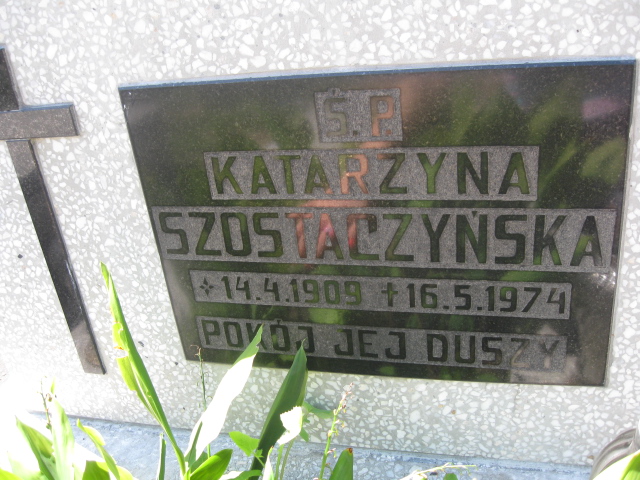 Ś.P
KATARZYNA
SZOSTACZYŃSKA
14.4.1909 † 16.5.1974
POKÓJ JEJ DUSZY